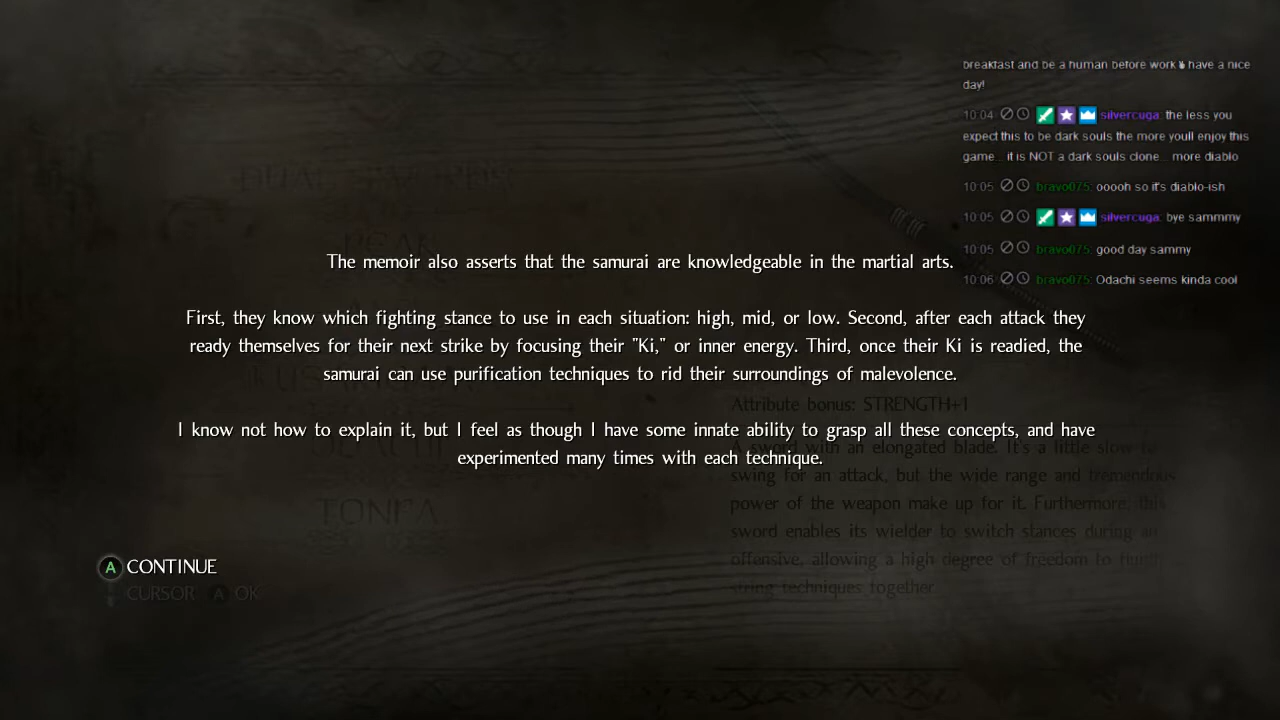 breakfast and be a human before work have a nice
day!
10:04 silvercuga: the less you
expect this to be dark souls the more youll enjoy this
game... it is NOT a dark souls clone... more diablo
10:05 bravo075: ooooh so it's diablo-ish
10:05 silvercuga: bye sammmy
10:05 bravo075: good day sammy
10:06 bravo075: Odachi seems kinda cool
The memoir also asserts that the samurai are knowledgeable in the martial arts.
First, they know which fighting stance to use in each situation: high, mid, or low. Second, after each attack they
ready themselves for their next strike by focusing their "Ki," or inner energy. Third, once their Ki is readied, the
samurai can use purification techniques to rid their surroundings of malevolence.
I know not how to explain it, but I feel as though I have some innate ability to grasp all these concepts, and have
experimented many times with each technique.
Attribute bonus: STRENGTH+1
A sword with an elongated blade. It's a little slow to
swing for an attack, but the wide range and tremendous
power of the weapon make up for it. Furthermore, this
sword enables its wielder to switch stances during an
offensive, allowing a high degree of freedom to
string techniques together.
TONFA
A CONTINUE
CURSOR A OK